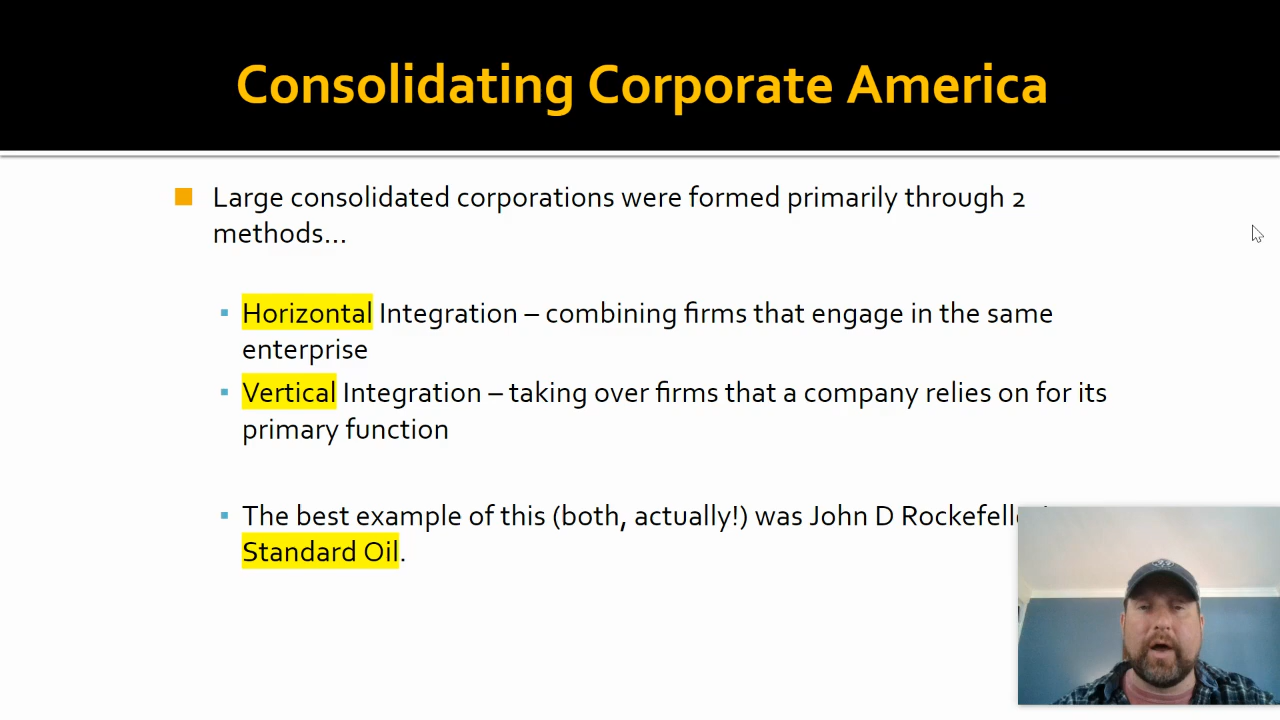 Consolidating Corporate America
Large consolidated corporations were formed primarily through 2
methods...
Horizontal Integration – combining firms that engage in the same
enterprise
Vertical Integration – taking over firms that a company relies on for its
primary function
The best example of this (both, actually!) was John D
Standard Oil.